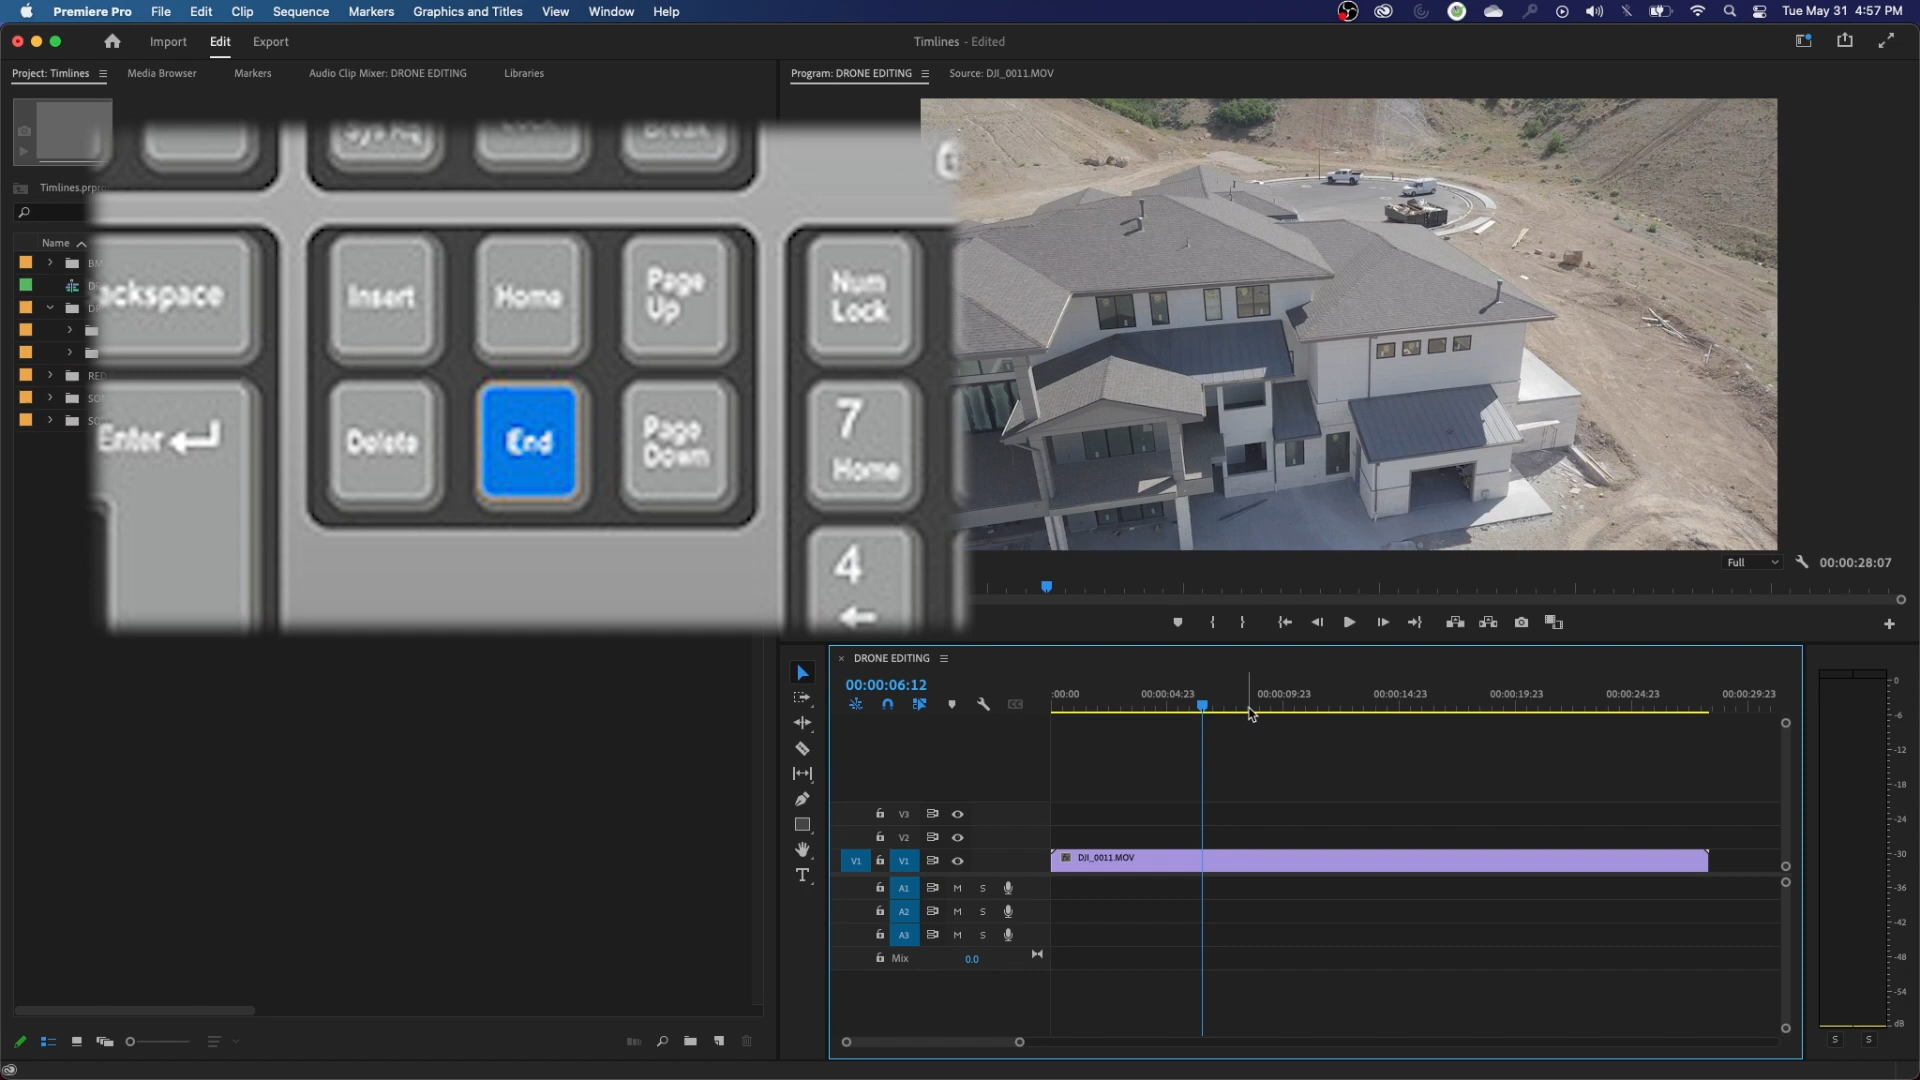 Premiere Pro File Edit Clip Sequence Markers Graphics and Titles View Window Help Tue May 31 4:57 PM
Import Edit Export Timlines - Edited
Project: Timlines Media Browser Markers Audio Clip Mixer: DRONE EDITING Libraries Program: DRONE EDITING Source: DJI_0011.MOV
Timlines.prpro
Name
RED
ackspace Insert Home Page Up Num Lock
Enter Delete End Page Down 7 Home
4
Full 00:00:28:07
DRONE EDITING
00:00:06:12
:00:00 00:00:04:23 00:00:09:23 00:00:14:23 00:00:19:23 00:00:24:23 00:00:29:23
V3
V2
V1 V1 DJI_0011.MOV
A1 M S
A2 M S
A3 M S
Mix 0.0
0
-6
-12
-18
-24
-30
-36
-42
-48
-54
dB
S S